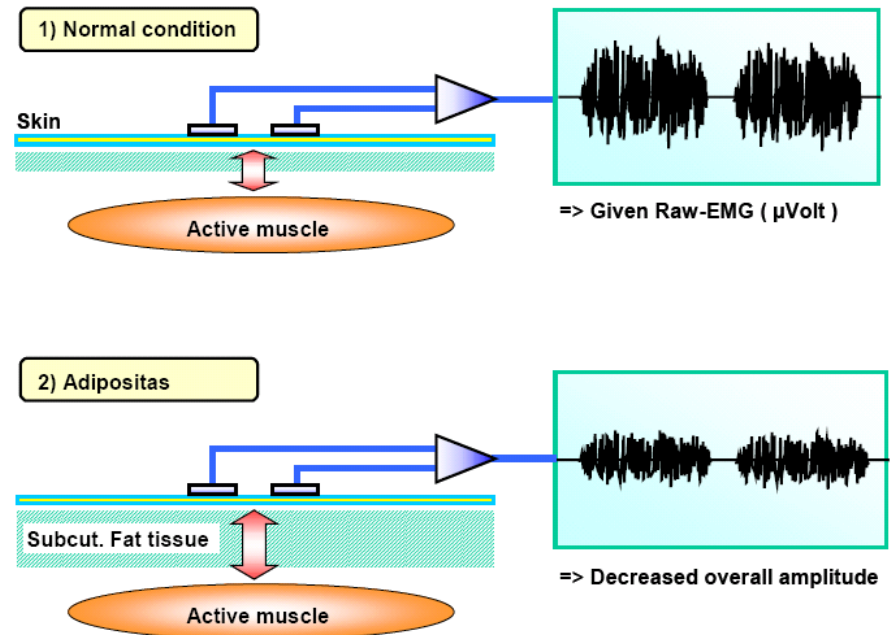 1) Normal condition
Skin
Active muscle
=> Given Raw-EMG ( µVolt )
2) Adipositas
Subcut. Fat tissue
Active muscle
=> Decreased overall amplitude